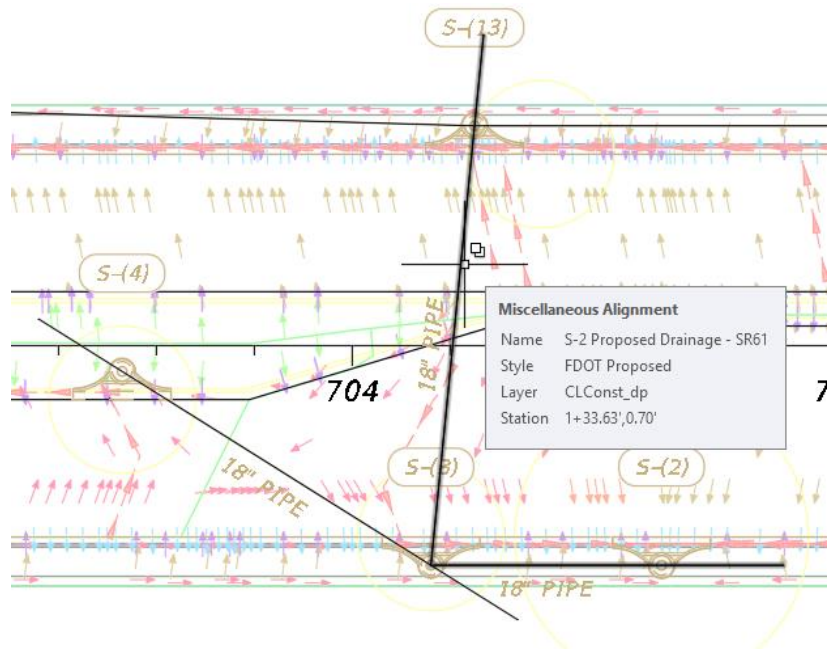 S-(13)
S-(4)
18" PIPE
Miscellaneous Alignment
Name S-2 Proposed Drainage - SR61
Style FDOT Proposed
Layer CLConst_dp
Station 1+33.63',0.70'
704
7
S-(3)
S-(2)
18" PIPE
18" PIPE